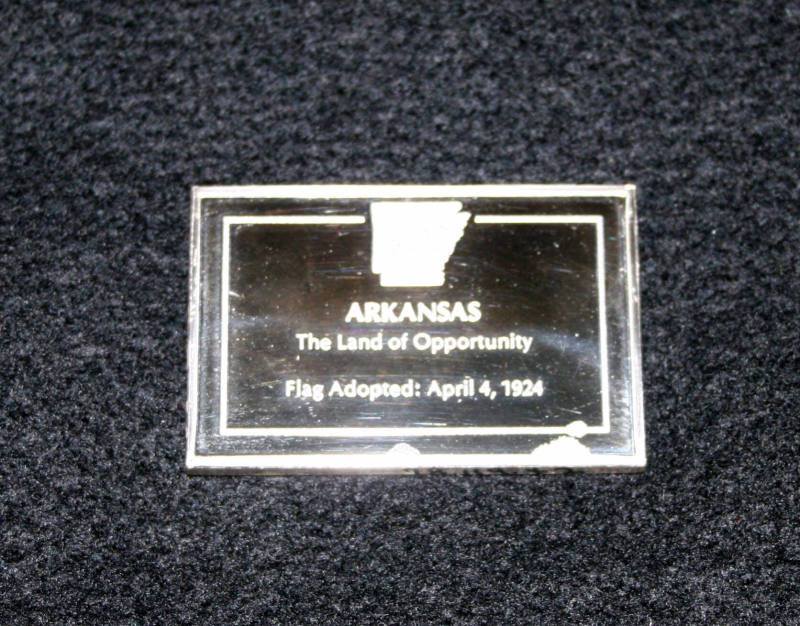 ARKANSAS
The Land of Opportunity
Flag Adopted: April 4, 1924